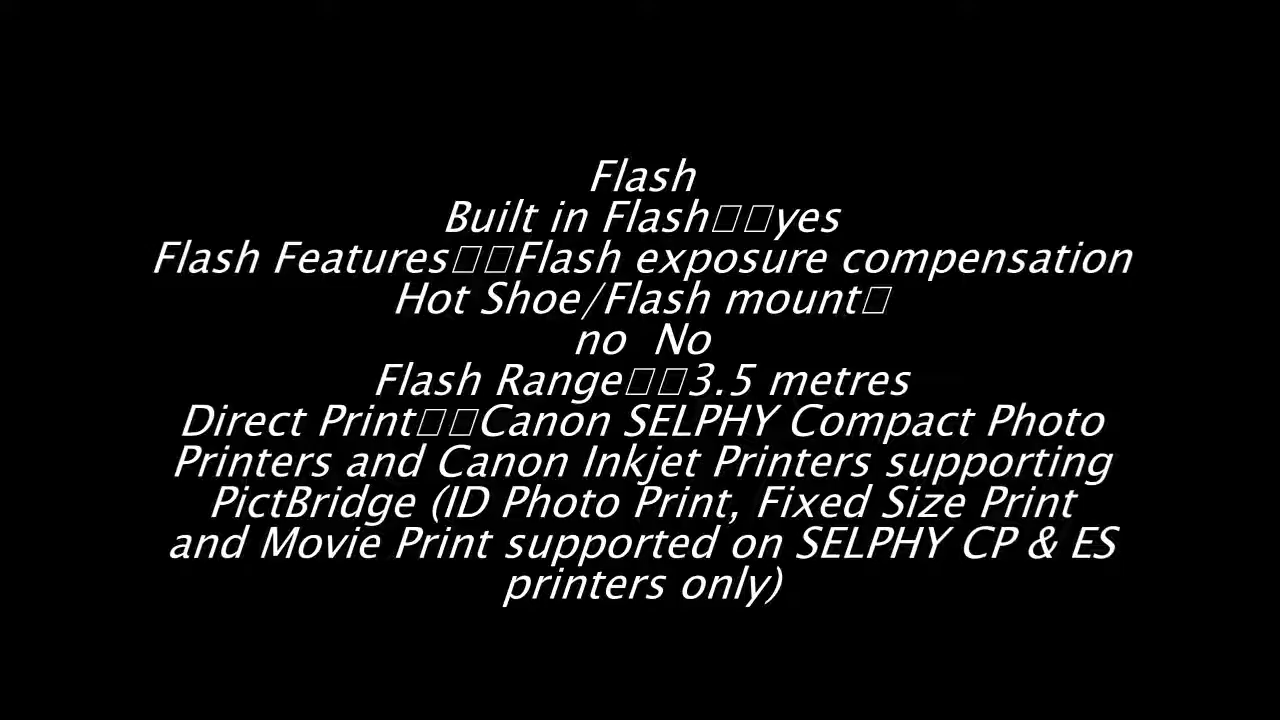 Flash
Built in Flash□□yes
Flash Features□□Flash exposure compensation
Hot Shoe/Flash mount□
no  No
Flash Range□□3.5 metres
Direct Print□□Canon SELPHY Compact Photo
Printers and Canon Inkjet Printers supporting
PictBridge (ID Photo Print, Fixed Size Print
and Movie Print supported on SELPHY CP & ES
printers only)